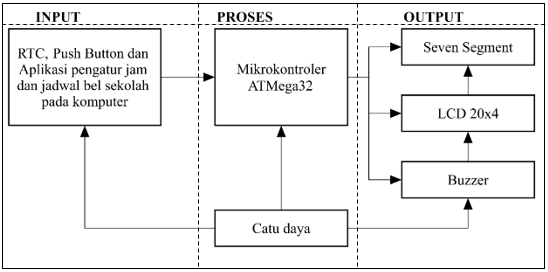 INPUT
PROSES
OUTPUT
RTC, Push Button dan
Aplikasi pengatur jam
dan jadwal bel sekolah
pada komputer
Mikrokontroler
ATMega32
Seven Segment
LCD 20x4
Buzzer
Catu daya